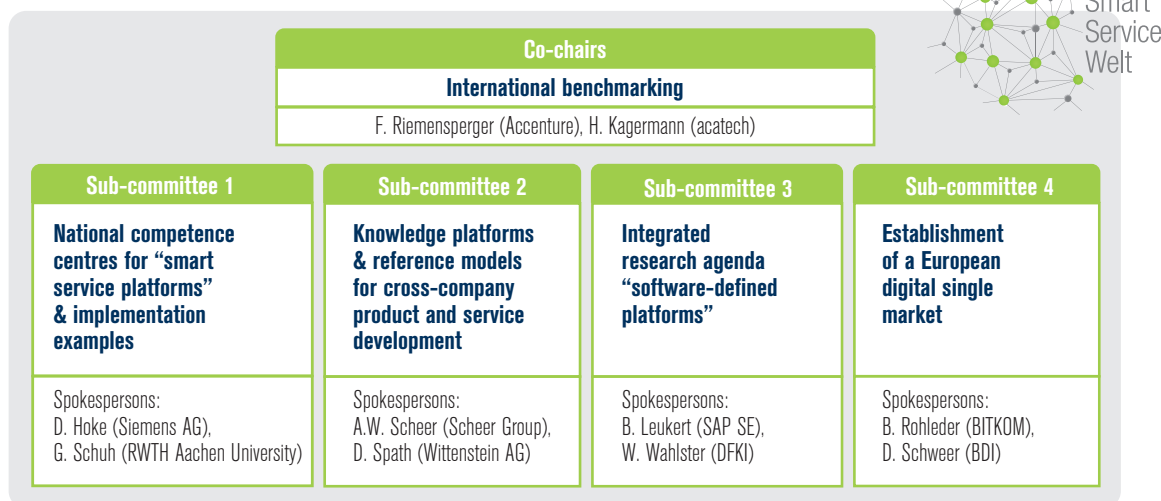 Smart
Service
Welt
Co-chairs
International benchmarking
F. Riemensperger (Accenture), H. Kagermann (acatech)
Sub-committee 1
National competence
centres for “smart
service platforms”
& implementation
examples
Spokespersons:
D. Hoke (Siemens AG),
G. Schuh (RWTH Aachen University)
Sub-committee 2
Knowledge platforms
& reference models
for cross-company
product and service
development
Spokespersons:
A.W. Scheer (Scheer Group),
D. Spath (Wittenstein AG)
Sub-committee 3
Integrated
research agenda
“software-defined
platforms”
Spokespersons:
B. Leukert (SAP SE),
W. Wahlster (DFKI)
Sub-committee 4
Establishment
of a European
digital single
market
Spokespersons:
B. Rohleder (BITKOM),
D. Schweer (BDI)